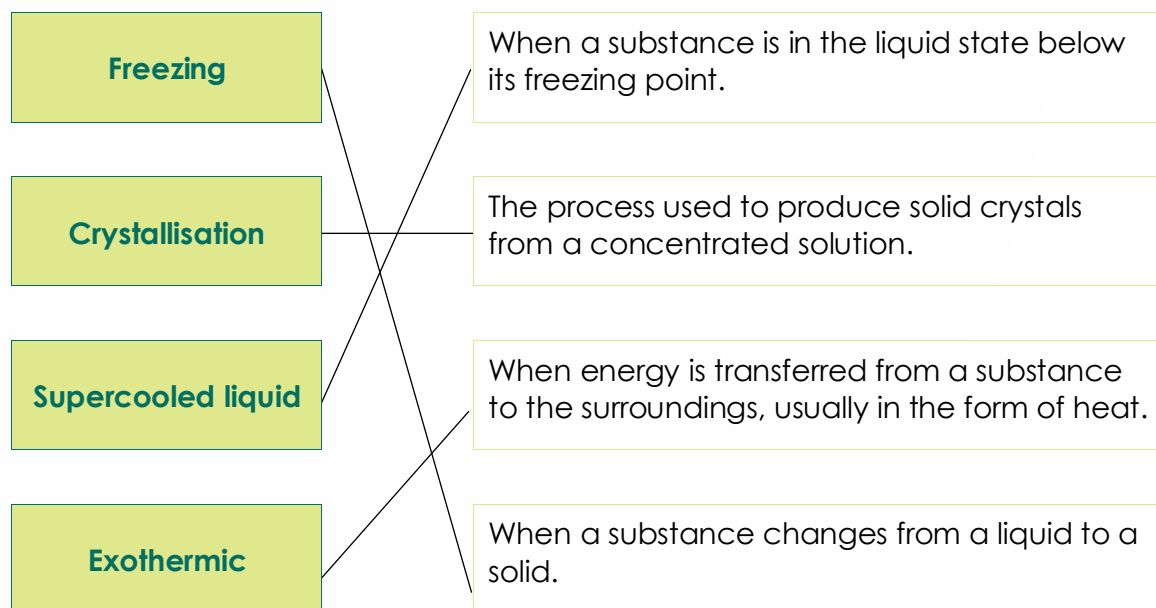 Freezing
When a substance is in the liquid state below
its freezing point.
Crystallisation
The process used to produce solid crystals
from a concentrated solution.
Supercooled liquid
When energy is transferred from a substance
to the surroundings, usually in the form of heat.
Exothermic
When a substance changes from a liquid to a
solid.